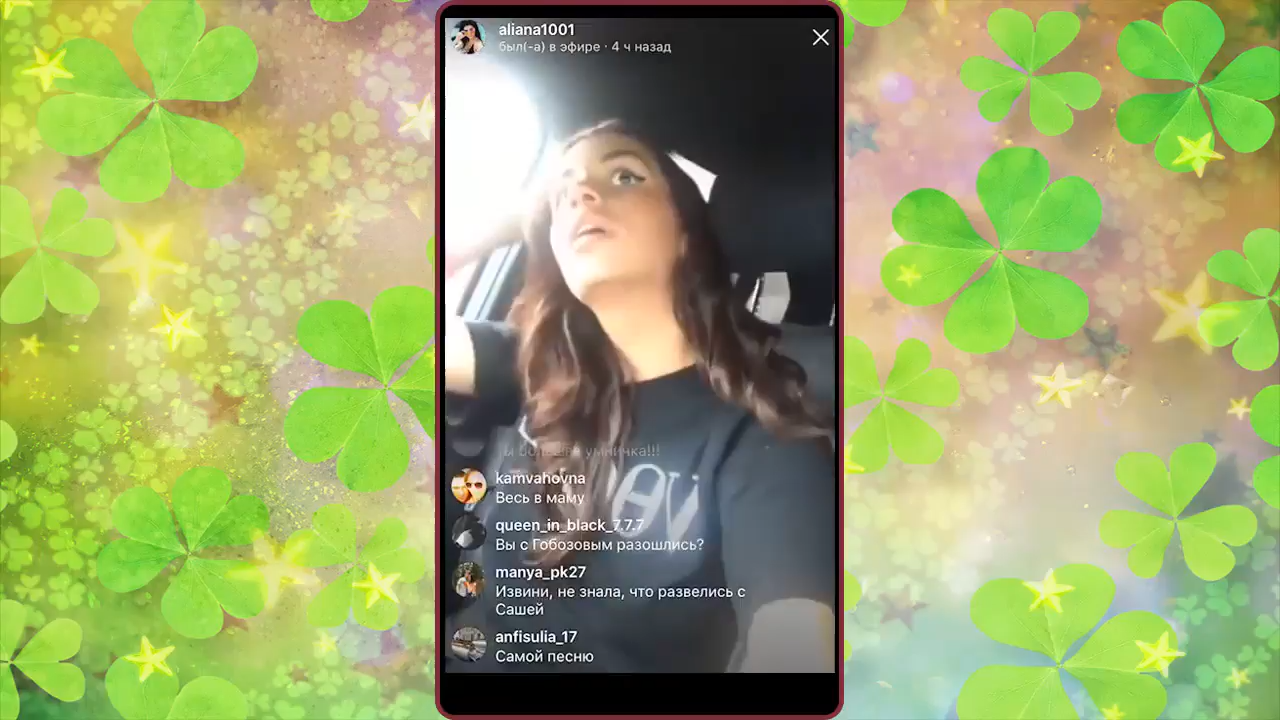 aliana1001
был(-а) в эфире · 4 ч назад
умничка!!!
kamvahovna
Весь в маму
queen_in_black_7.7.7
Вы с Гобозовым разошлись?
manya_pk27
Извини, не знала, что развелись с
Сашей
anfisulia_17
Самой песню